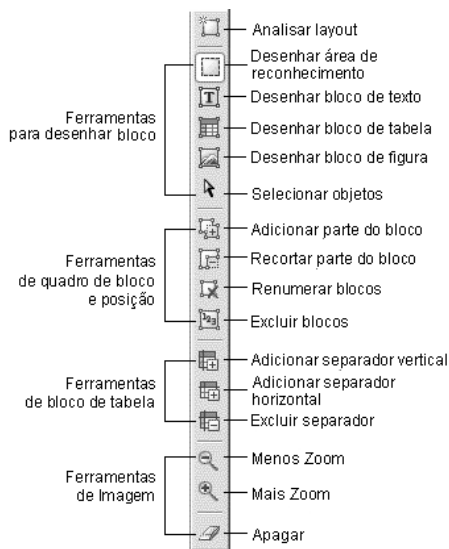 Analisar layout
Desenhar área de
reconhecimento
Ferramentas
para desenhar bloco
T
Desenhar bloco de texto
Desenhar bloco de tabela
Desenhar bloco de figura
Selecionar objetos
Ferramentas
de quadro de bloco
e posição
Adicionar parte do bloco
Recortar parte do bloco
Renumerar blocos
123
Excluir blocos
Ferramentas
de bloco de tabela
Adicionar separador vertical
Adicionar separador
horizontal
Excluir separador
Ferramentas
de Imagem
Menos Zoom
Mais Zoom
Apagar